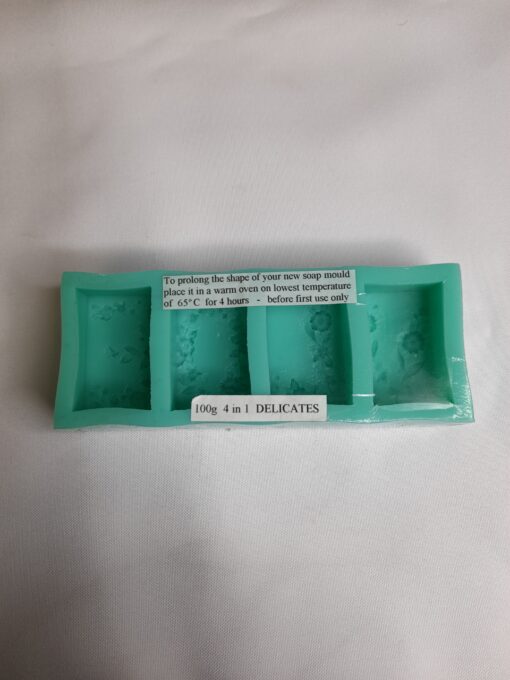 To prolong the shape of your new soap mould
place it in a warm oven on lowest temperature
of 65°C for 4 hours - before first use only
100g 4 in 1 DELICATES